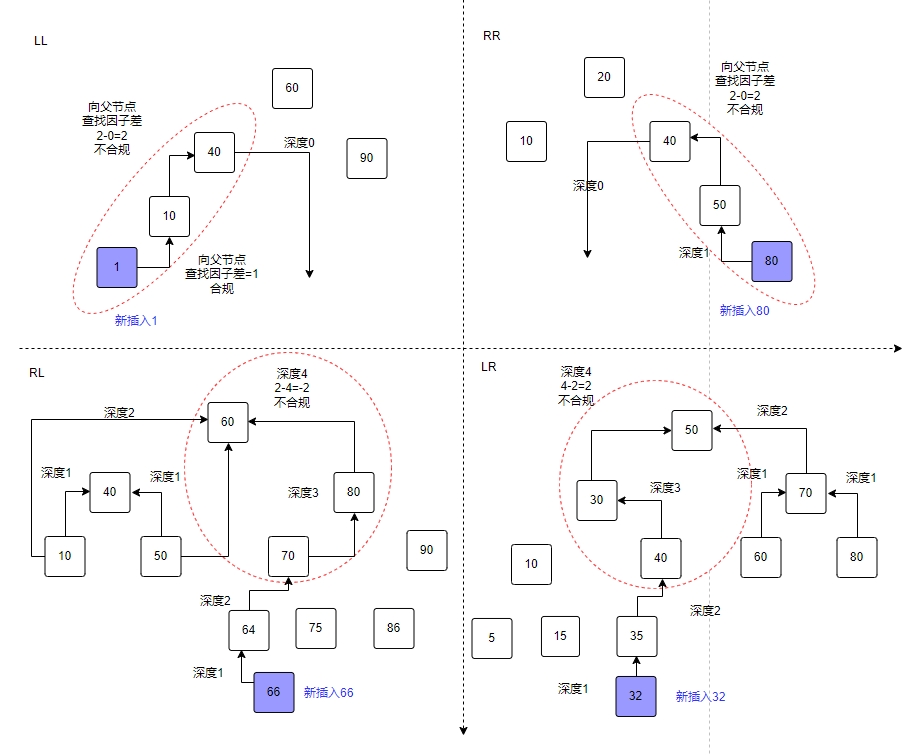 LL
60
向父节点
查找因子差
2-0=2
不合规
40
深度0
90
10
向父节点
查找因子差=1
合规
1
新插入1
RR
20
向父节点
查找因子差
2-0=2
不合规
10
40
深度0
50
深度1
80
新插入80
RL
深度4
2-4=-2
不合规
深度2
60
深度1
40
深度1
深度3
80
10
50
70
90
深度2
64
75
86
深度1
66
新插入66
LR
深度4
4-2=2
不合规
50
深度2
30
深度3
深度1
70
深度1
10
40
60
80
深度2
5
15
35
深度1
32
新插入32